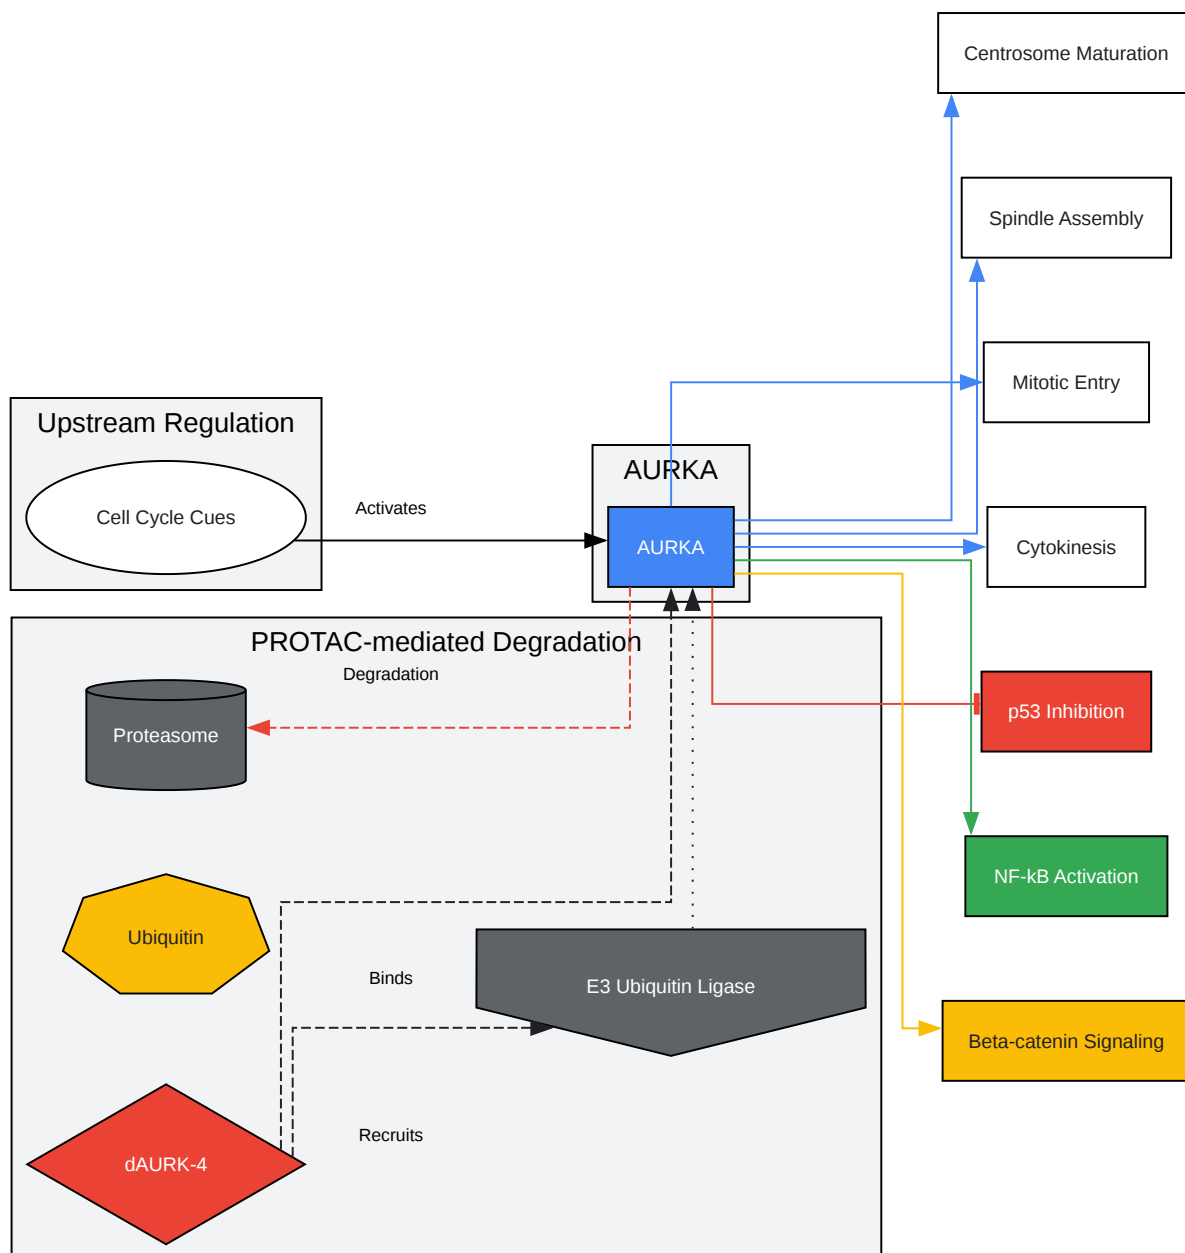 Centrosome Maturation
Spindle Assembly
Mitotic Entry
Upstream Regulation
Cell Cycle Cues
Activates
AURKA
AURKA
Cytokinesis
PROTAC-mediated Degradation
Degradation
Proteasome
p53 Inhibition
NF-kB Activation
Ubiquitin
Binds
E3 Ubiquitin Ligase
Beta-catenin Signaling
Recruits
dAURK-4